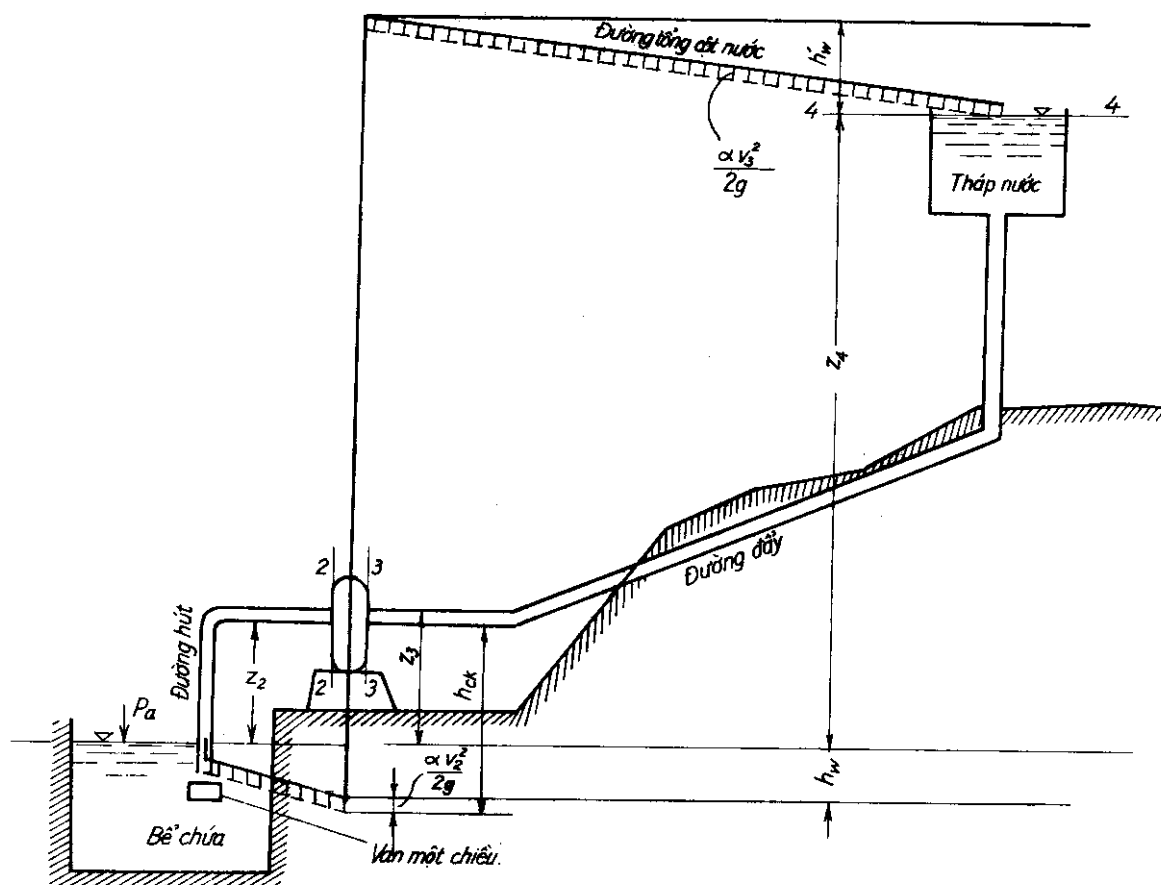 Đường tổng cột nước
h'w
4
4
αv₃²
2g
Tháp nước
z₄
Đường đẩy
2
3
Đường hút
z₂
z₃
hck
2
3
Pa
αv₂²
2g
hw
Bể chứa
Van một chiều.